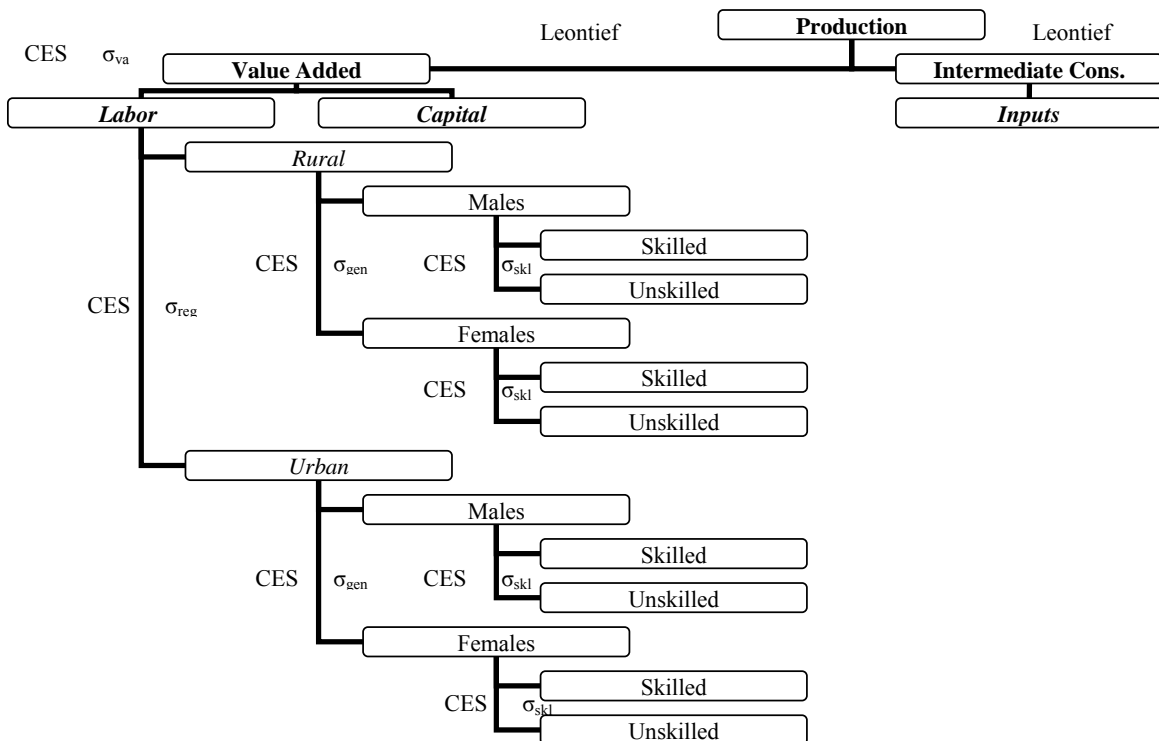 Leontief
Production
Leontief
CES σva
Value Added
Intermediate Cons.
Labor
Capital
Inputs
Rural
Males
Skilled
CES σgen CES σskl
Unskilled
CES σreg
Females
Skilled
CES σskl
Unskilled
Urban
Males
Skilled
CES σgen CES σskl
Unskilled
Females
Skilled
CES σskl
Unskilled